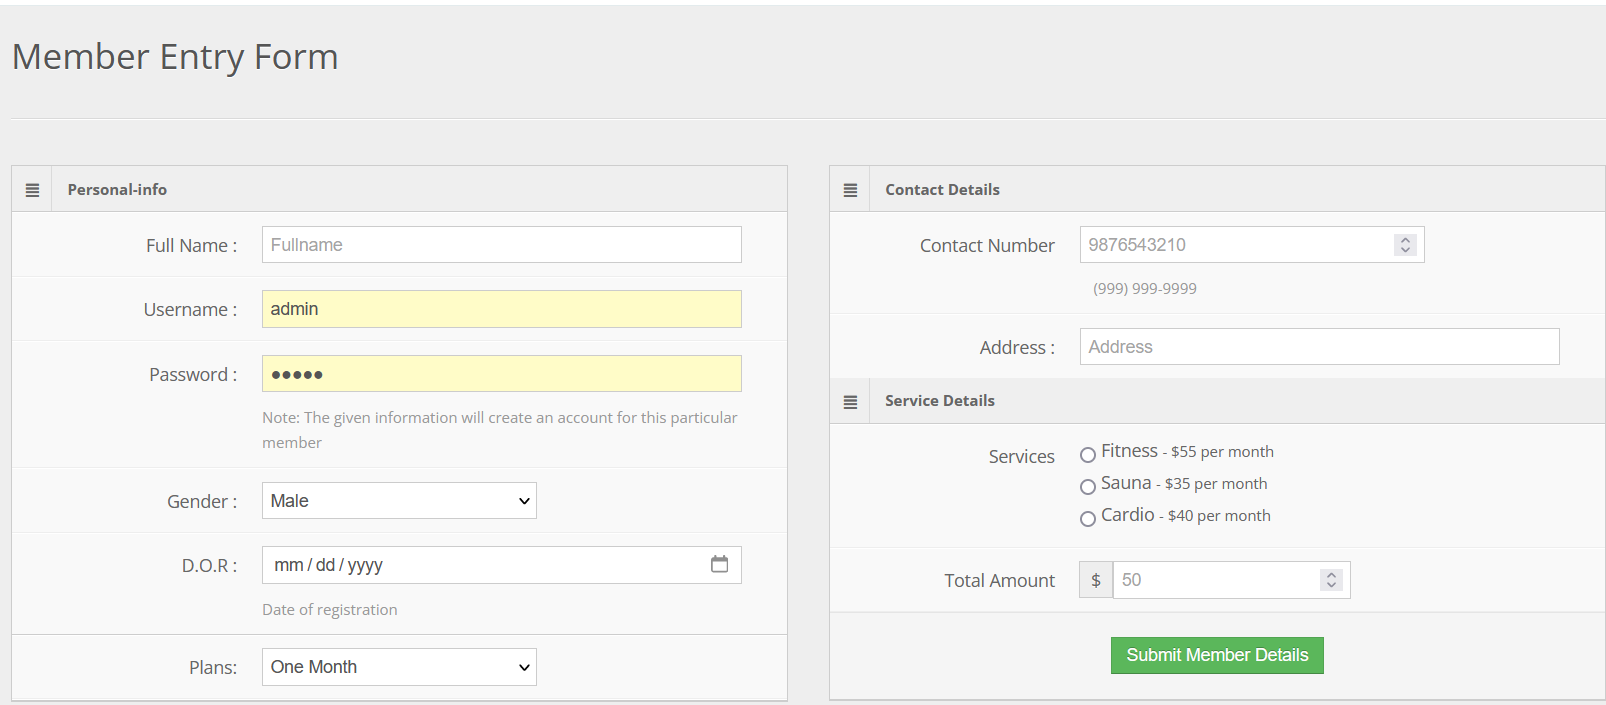 Member Entry Form
Personal-info
Full Name :
Fullname
Username :
admin
Password :
●●●●●
Note: The given information will create an account for this particular
member
Gender :
Male
D.O.R :
mm / dd / yyyy
Date of registration
Plans:
One Month
Contact Details
Contact Number
9876543210
(999) 999-9999
Address :
Address
Service Details
Services
Fitness - $55 per month
Sauna - $35 per month
Cardio - $40 per month
Total Amount
$ 50
Submit Member Details